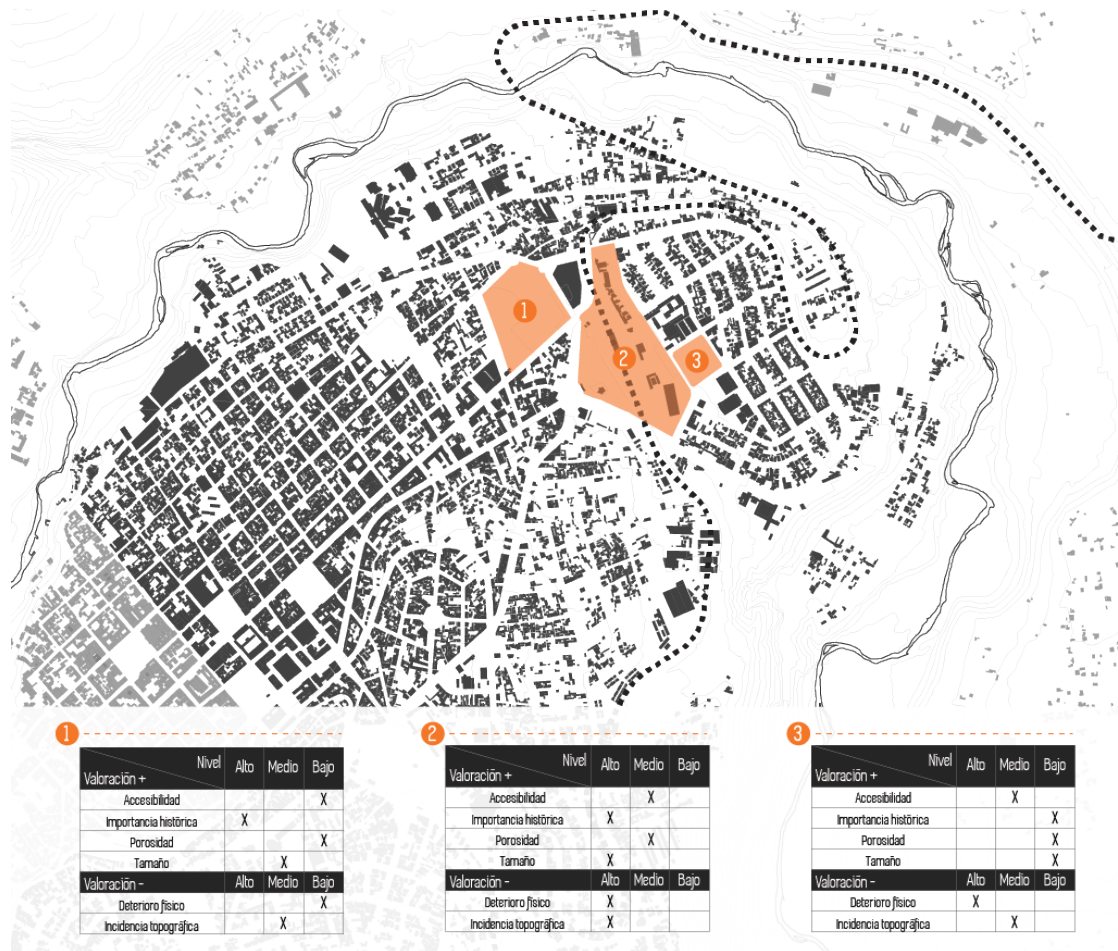 1
2
3
1
Nivel Alto Medio Bajo
Valoración +
Accesibilidad X
Importancia histórica X
Porosidad X
Tamaño X
Valoración - Alto Medio Bajo
Deterioro físico X
Incidencia topográfica X
2
Nivel Alto Medio Bajo
Valoración +
Accesibilidad X
Importancia histórica X
Porosidad X
Tamaño X
Valoración - Alto Medio Bajo
Deterioro físico X
Incidencia topográfica X
3
Nivel Alto Medio Bajo
Valoración +
Accesibilidad X
Importancia histórica X
Porosidad X
Tamaño X
Valoración - Alto Medio Bajo
Deterioro físico X
Incidencia topográfica X